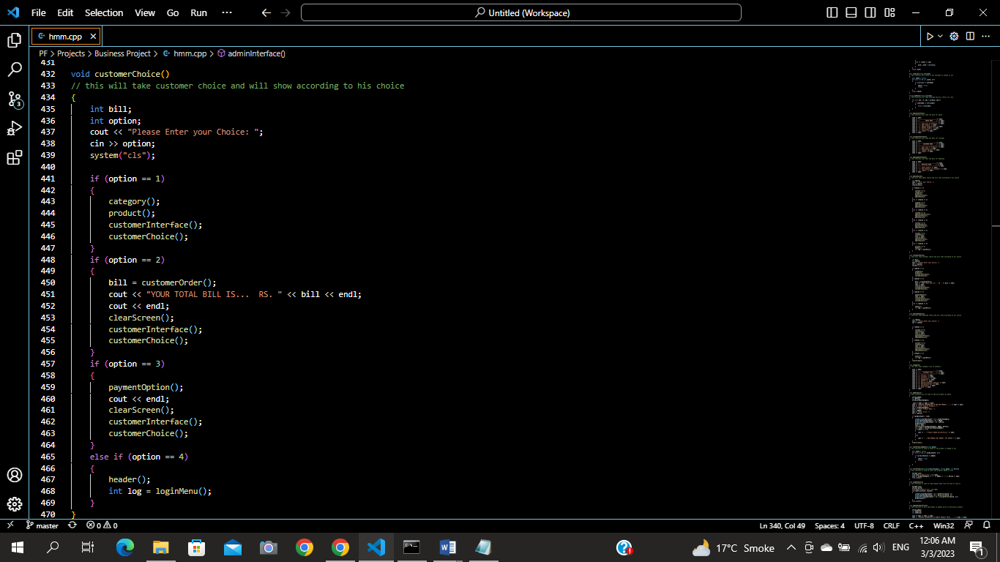 File Edit Selection View Go Run ··· Untitled (Workspace)
hmm.cpp
PF > Projects > Business Project > hmm.cpp > adminInterface()
431
432 void customerChoice()
433 // this will take customer choice and will show according to his choice
434 {
435 int bill;
436 int option;
437 cout << "Please Enter your Choice: ";
438 cin >> option;
439 system("cls");
440
441 if (option == 1)
442 {
443 category();
444 product();
445 customerInterface();
446 customerChoice();
447 }
448 if (option == 2)
449 {
450 bill = customerOrder();
451 cout << "YOUR TOTAL BILL IS...  RS. " << bill << endl;
452 cout << endl;
453 clearScreen();
454 customerInterface();
455 customerChoice();
456 }
457 if (option == 3)
458 {
459 paymentOption();
460 cout << endl;
461 clearScreen();
462 customerInterface();
463 customerChoice();
464 }
465 else if (option == 4)
466 {
467 header();
468 int log = loginMenu();
469 }
470 }
3
master 0 0 Ln 340, Col 49 Spaces: 4 UTF-8 CRLF C++ Win32
17°C Smoke ENG 12:06 AM
3/3/2023
1